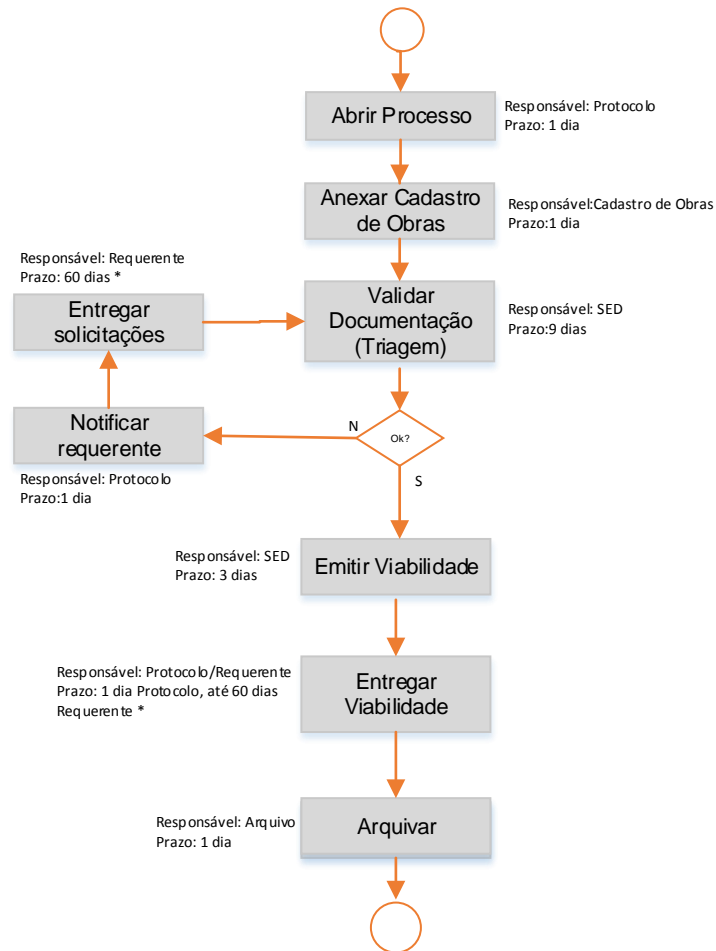 Abrir Processo
Responsável: Protocolo
Prazo: 1 dia
Anexar Cadastro
de Obras
Responsável:Cadastro de Obras
Prazo:1 dia
Responsável: Requerente
Prazo: 60 dias *
Entregar
solicitações
Validar
Documentação
(Triagem)
Responsável: SED
Prazo:9 dias
Notificar
requerente
Responsável: Protocolo
Prazo:1 dia
N
Ok?
S
Responsável: SED
Prazo: 3 dias
Emitir Viabilidade
Responsável: Protocolo/Requerente
Prazo: 1 dia Protocolo, até 60 dias
Requerente *
Entregar
Viabilidade
Responsável: Arquivo
Prazo: 1 dia
Arquivar